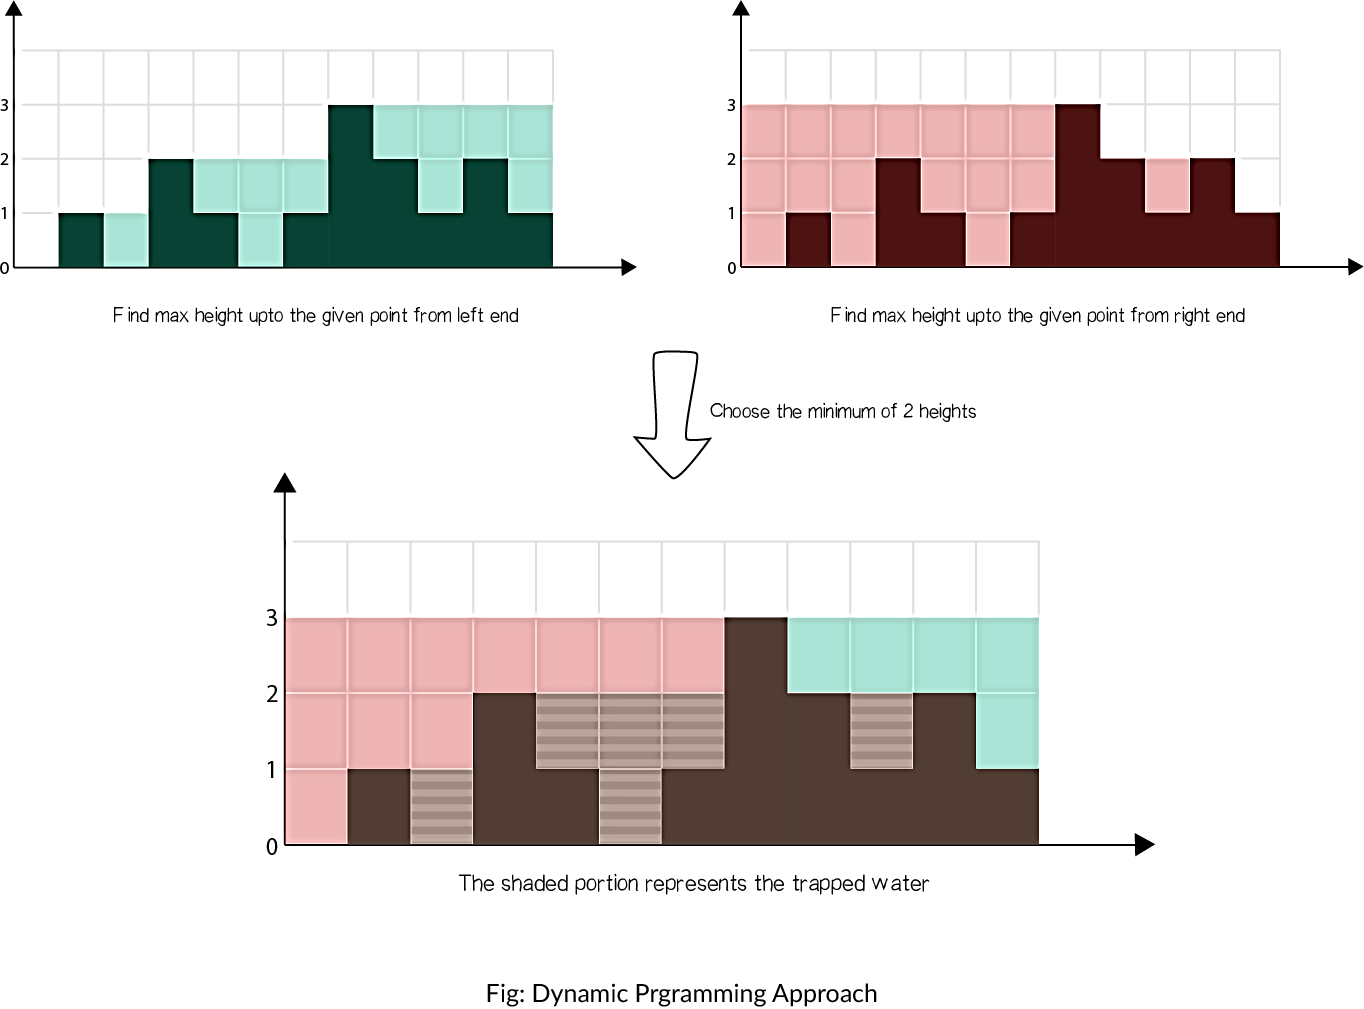 3
2
1
0
3
2
1
0
Find max height upto the given point from left end
Find max height upto the given point from right end
Choose the minimum of 2 heights
3
2
1
0
The shaded portion represents the trapped water
Fig: Dynamic Prgramming Approach